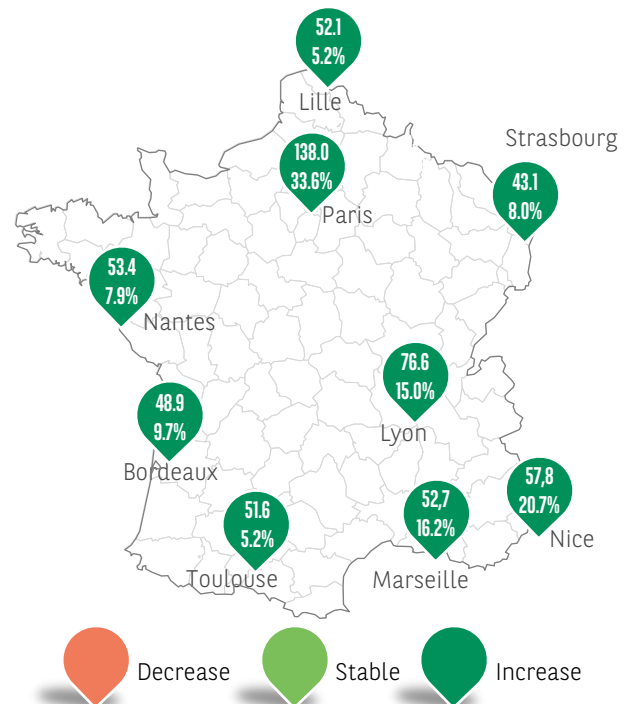 52.1
5.2%
Lille
138.0
33.6%
Paris
Strasbourg
43.1
8.0%
53.4
7.9%
Nantes
76.6
15.0%
Lyon
48.9
9.7%
Bordeaux
57,8
20.7%
Nice
52,7
16.2%
Marseille
51.6
5.2%
Toulouse
Decrease
Stable
Increase